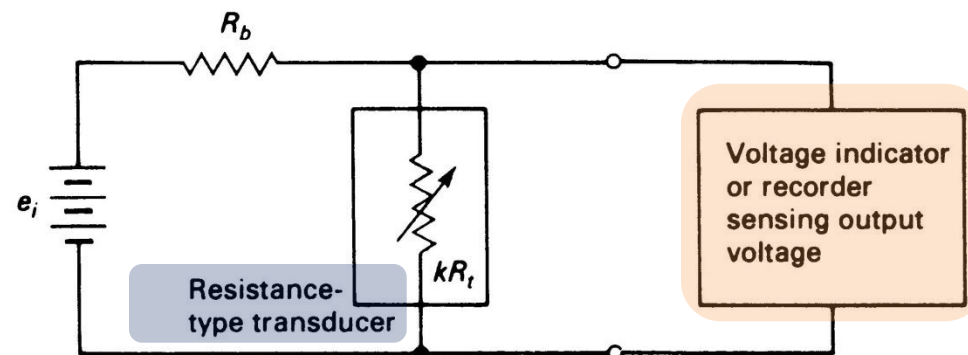 R_b
e_i
kR_t
Resistance-
type transducer
Voltage indicator
or recorder
sensing output
voltage